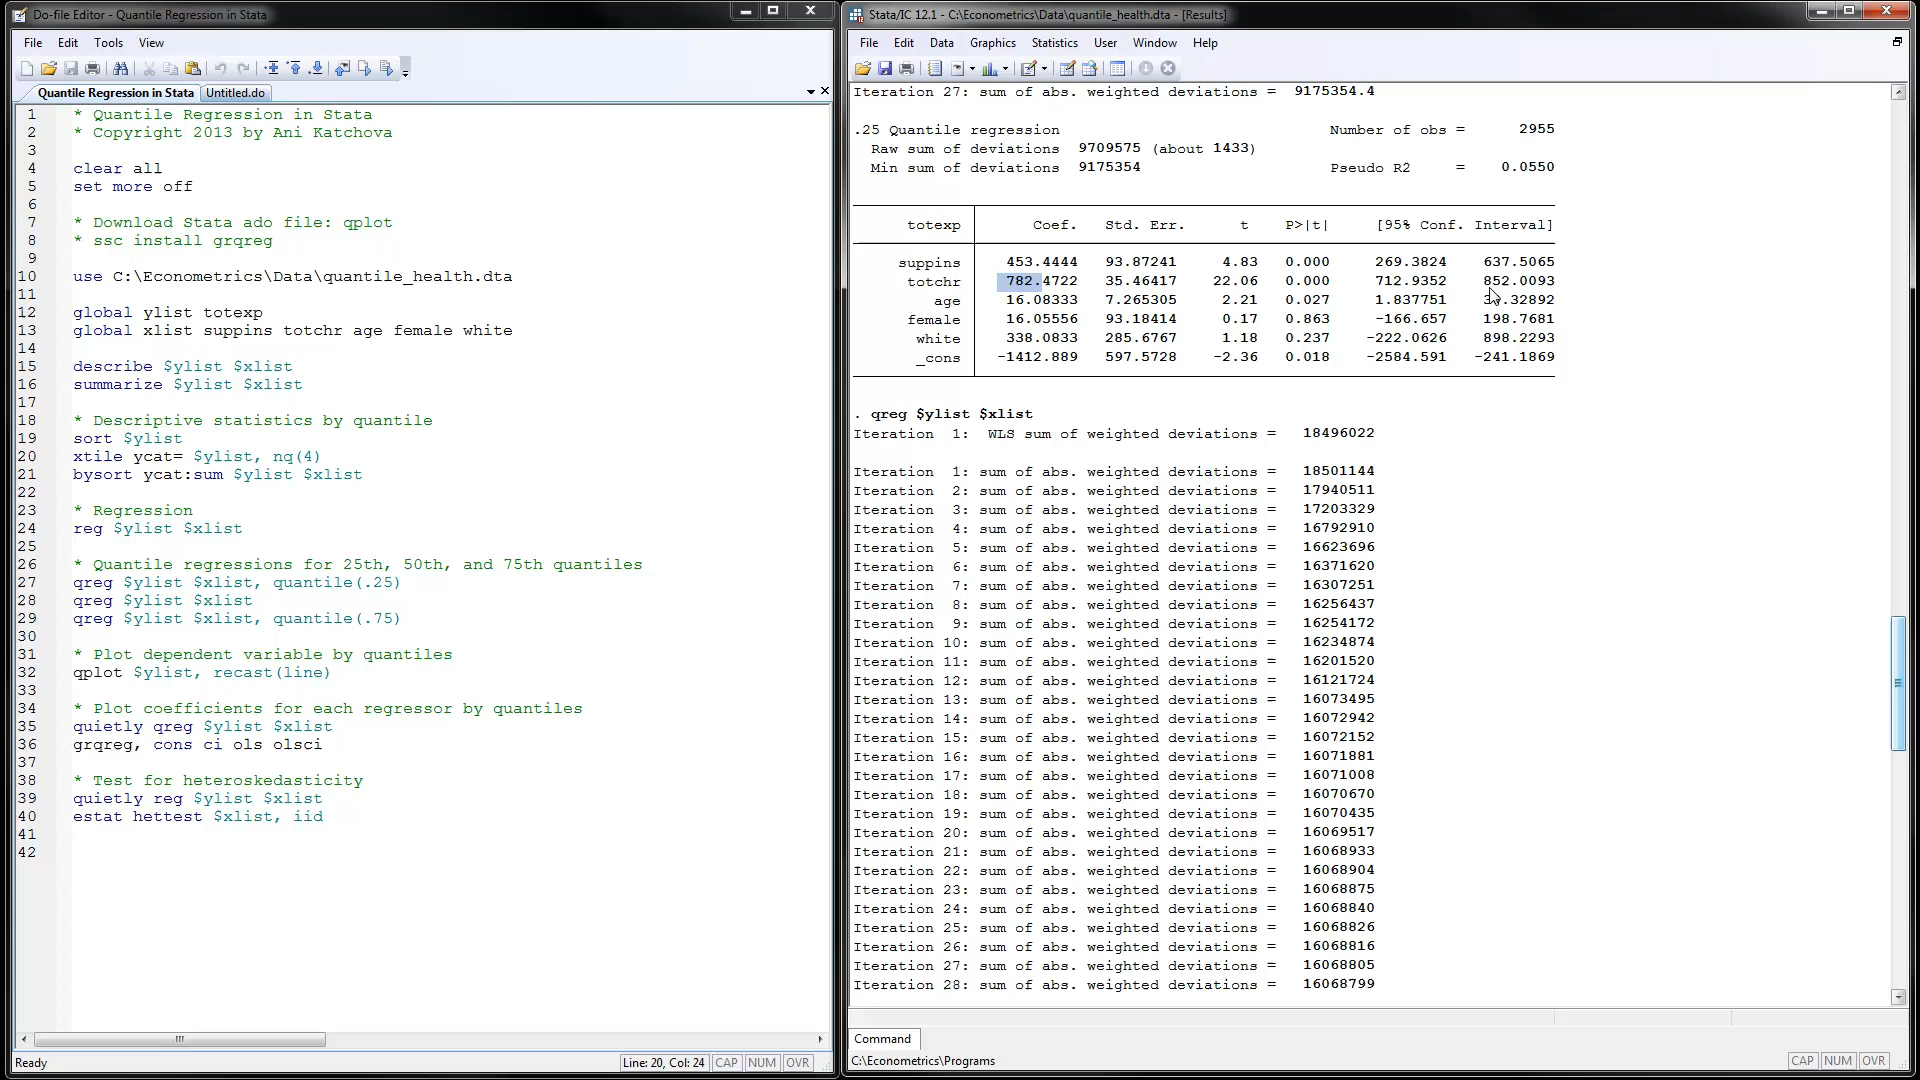 Do-file Editor - Quantile Regression in Stata
File Edit Tools View
Quantile Regression in Stata Untitled.do
1 * Quantile Regression in Stata
2 * Copyright 2013 by Ani Katchova
3
4 clear all
5 set more off
6
7 * Download Stata ado file: qplot
8 * ssc install grqreg
9
10 use C:\Econometrics\Data\quantile_health.dta
11
12 global ylist totexp
13 global xlist suppins totchr age female white
14
15 describe $ylist $xlist
16 summarize $ylist $xlist
17
18 * Descriptive statistics by quantile
19 sort $ylist
20 xtile ycat= $ylist, nq(4)
21 bysort ycat:sum $ylist $xlist
22
23 * Regression
24 reg $ylist $xlist
25
26 * Quantile regressions for 25th, 50th, and 75th quantiles
27 qreg $ylist $xlist, quantile(.25)
28 qreg $ylist $xlist
29 qreg $ylist $xlist, quantile(.75)
30
31 * Plot dependent variable by quantiles
32 qplot $ylist, recast(line)
33
34 * Plot coefficients for each regressor by quantiles
35 quietly qreg $ylist $xlist
36 grqreg, cons ci ols olsci
37
38 * Test for heteroskedasticity
39 quietly reg $ylist $xlist
40 estat hettest $xlist, iid
41
42
Ready Line: 20, Col: 24 CAP NUM OVR
Stata/IC 12.1 - C:\Econometrics\Data\quantile_health.dta - [Results]
File Edit Data Graphics Statistics User Window Help
Iteration 27: sum of abs. weighted deviations = 9175354.4
.25 Quantile regression Number of obs = 2955
Raw sum of deviations 9709575 (about 1433)
Min sum of deviations 9175354 Pseudo R2 = 0.0550
totexp Coef. Std. Err. t P>|t| [95% Conf. Interval]
suppins 453.4444 93.87241 4.83 0.000 269.3824 637.5065
totchr 782.4722 35.46417 22.06 0.000 712.9352 852.0093
age 16.08333 7.265305 2.21 0.027 1.837751
female 16.05556 93.18414 0.17 0.863 -166.657 198.7681
white 338.0833 285.6767 1.18 0.237 -222.0626 898.2293
_cons -1412.889 597.5728 -2.36 0.018 -2584.591 -241.1869
. qreg $ylist $xlist
Iteration 1: WLS sum of weighted deviations = 18496022
Iteration 1: sum of abs. weighted deviations = 18501144
Iteration 2: sum of abs. weighted deviations = 17940511
Iteration 3: sum of abs. weighted deviations = 17203329
Iteration 4: sum of abs. weighted deviations = 16792910
Iteration 5: sum of abs. weighted deviations = 16623696
Iteration 6: sum of abs. weighted deviations = 16371620
Iteration 7: sum of abs. weighted deviations = 16307251
Iteration 8: sum of abs. weighted deviations = 16256437
Iteration 9: sum of abs. weighted deviations = 16254172
Iteration 10: sum of abs. weighted deviations = 16234874
Iteration 11: sum of abs. weighted deviations = 16201520
Iteration 12: sum of abs. weighted deviations = 16121724
Iteration 13: sum of abs. weighted deviations = 16073495
Iteration 14: sum of abs. weighted deviations = 16072942
Iteration 15: sum of abs. weighted deviations = 16072152
Iteration 16: sum of abs. weighted deviations = 16071881
Iteration 17: sum of abs. weighted deviations = 16071008
Iteration 18: sum of abs. weighted deviations = 16070670
Iteration 19: sum of abs. weighted deviations = 16070435
Iteration 20: sum of abs. weighted deviations = 16069517
Iteration 21: sum of abs. weighted deviations = 16068933
Iteration 22: sum of abs. weighted deviations = 16068904
Iteration 23: sum of abs. weighted deviations = 16068875
Iteration 24: sum of abs. weighted deviations = 16068840
Iteration 25: sum of abs. weighted deviations = 16068826
Iteration 26: sum of abs. weighted deviations = 16068816
Iteration 27: sum of abs. weighted deviations = 16068805
Iteration 28: sum of abs. weighted deviations = 16068799
Command
C:\Econometrics\Programs CAP NUM OVR